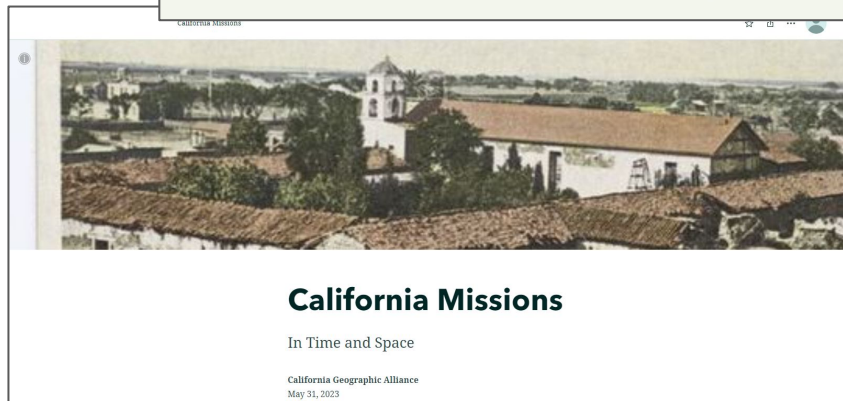 California Missions
California Missions
In Time and Space
California Geographic Alliance
May 31, 2023